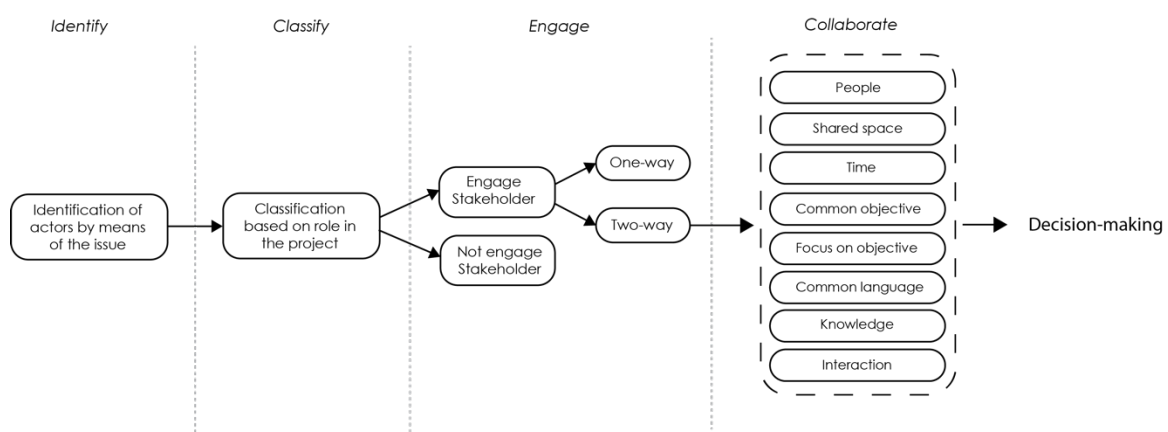 Identify
Classify
Engage
Collaborate
Identification of
actors by means
of the issue
Classification
based on role in
the project
Engage
Stakeholder
Not engage
Stakeholder
One-way
Two-way
People
Shared space
Time
Common objective
Focus on objective
Common language
Knowledge
Interaction
Decision-making